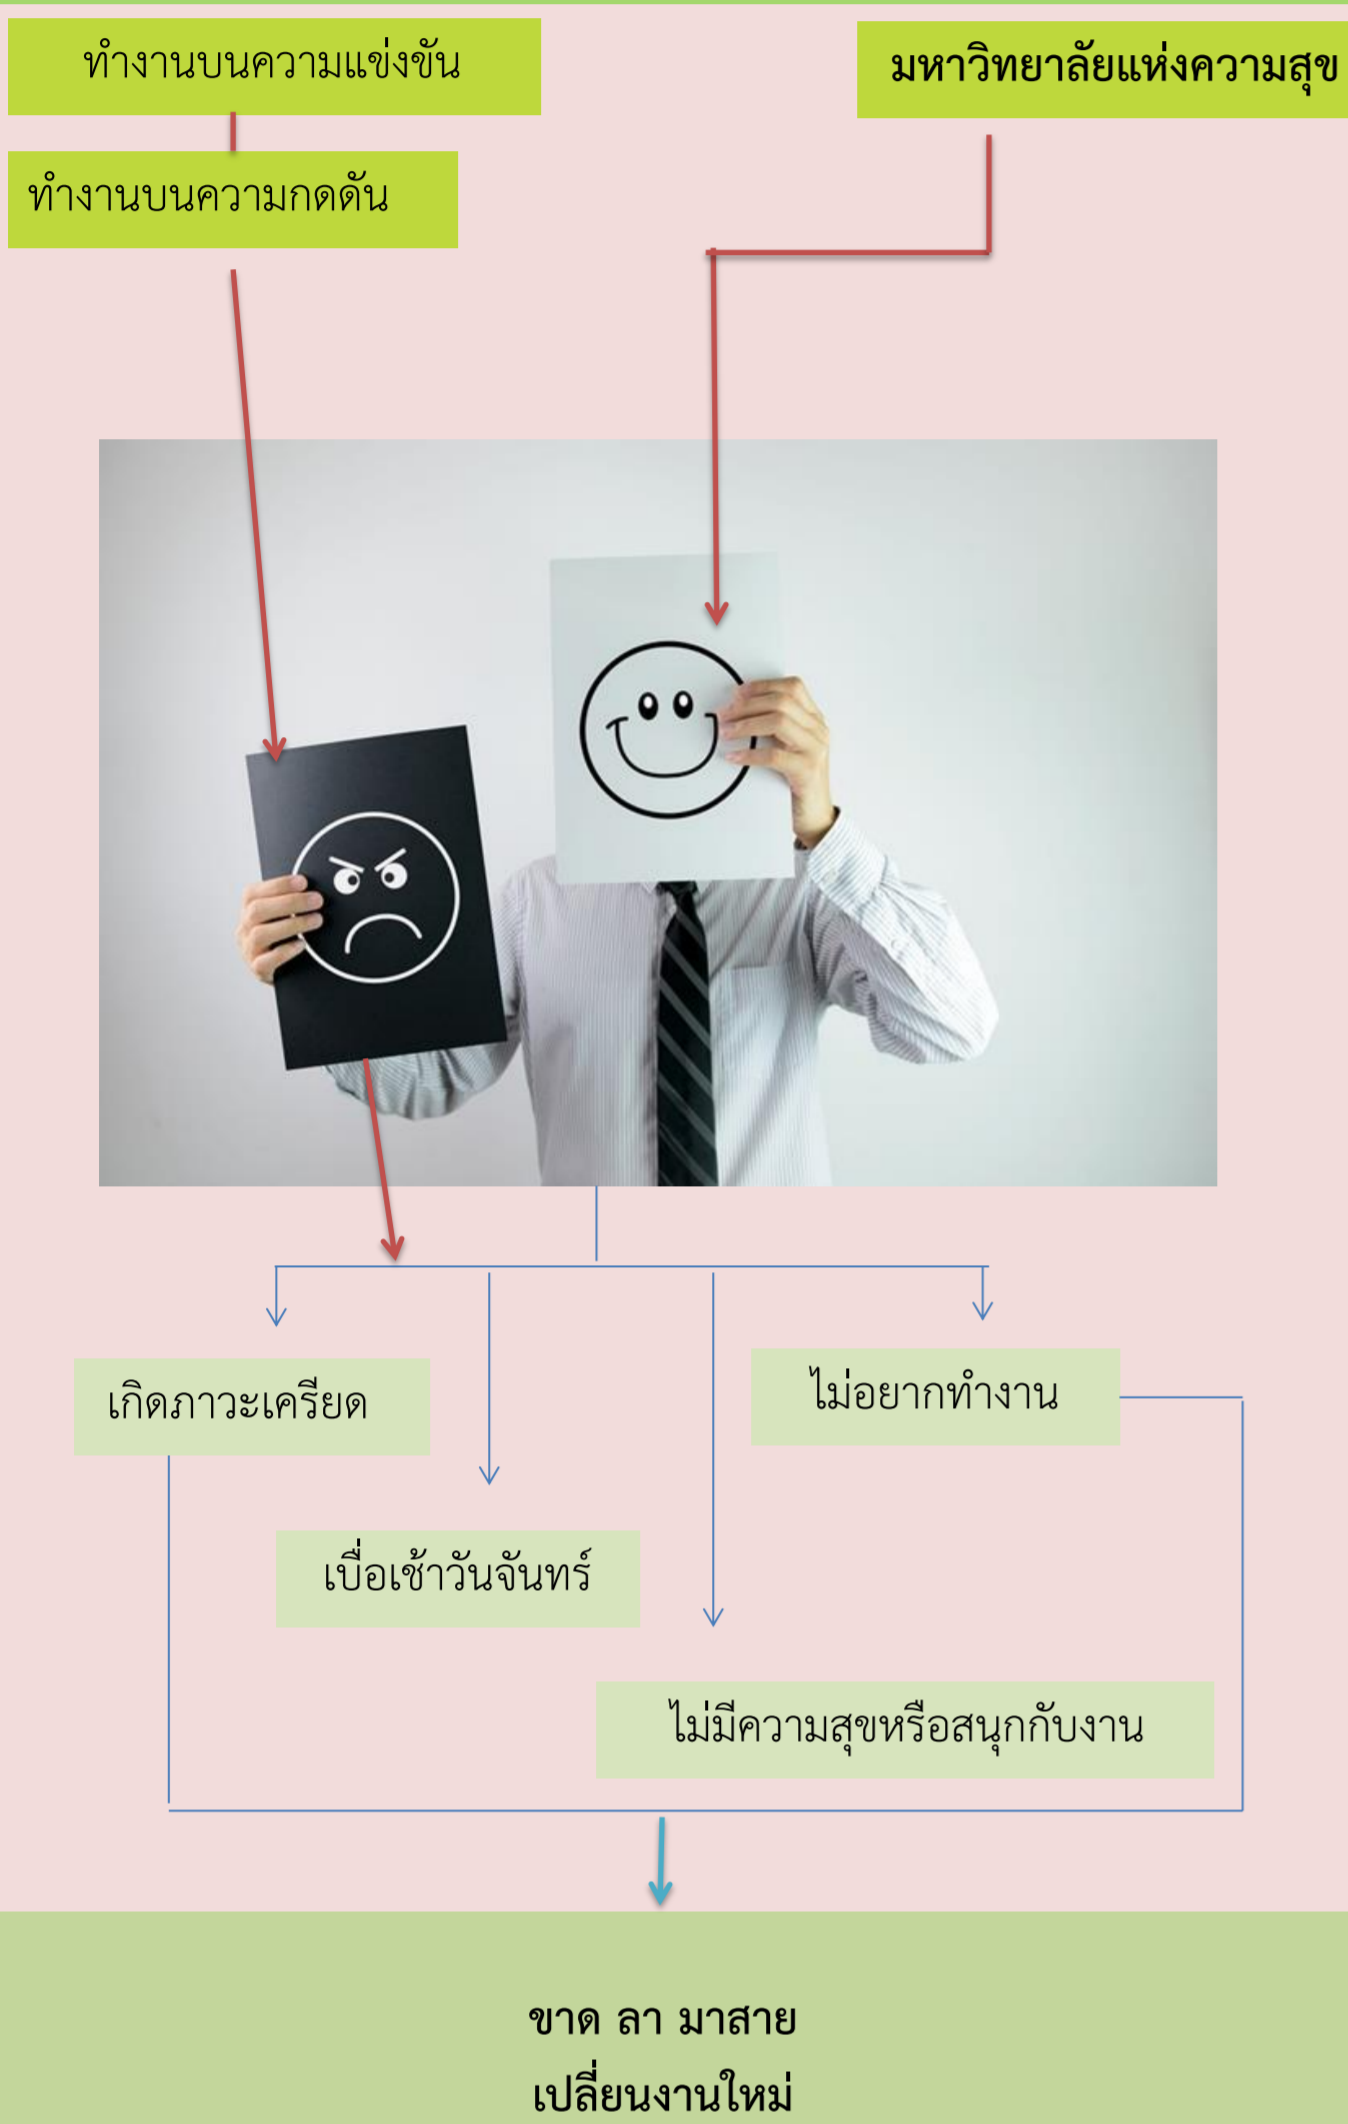 ทำงานบนความแข่งขัน
มหาวิทยาลัยแห่งความสุข
ทำงานบนความกดดัน
เกิดภาวะเครียด
ไม่อยากทำงาน
เบื่อเช้าวันจันทร์
ไม่มีความสุขหรือสนุกกับงาน
ขาด ลา มาสาย
เปลี่ยนงานใหม่